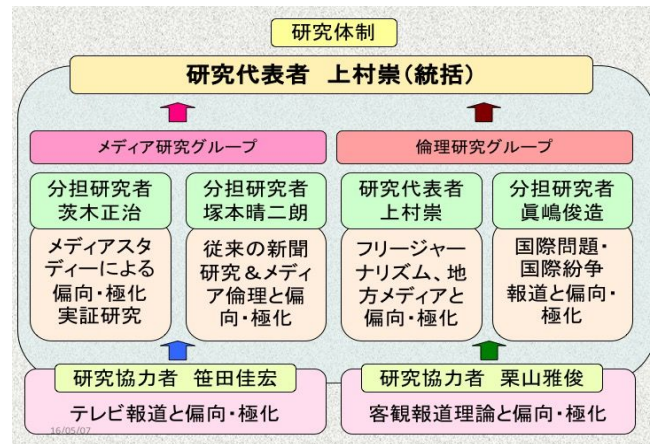 研究体制
研究代表者 上村崇(統括)
メディア研究グループ
倫理研究グループ
分担研究者
茨木正治
メディアスタ
ディーによる
偏向・極化
実証研究
分担研究者
塚本晴二朗
従来の新聞
研究&メディ
ア倫理と偏
向・極化
研究代表者
上村崇
フリージャー
ナリズム、地
方メディアと
偏向・極化
分担研究者
眞嶋俊造
国際問題・
国際紛争
報道と偏向・
極化
研究協力者 笹田佳宏
テレビ報道と偏向・極化
研究協力者 栗山雅俊
客観報道理論と偏向・極化
16/05/07